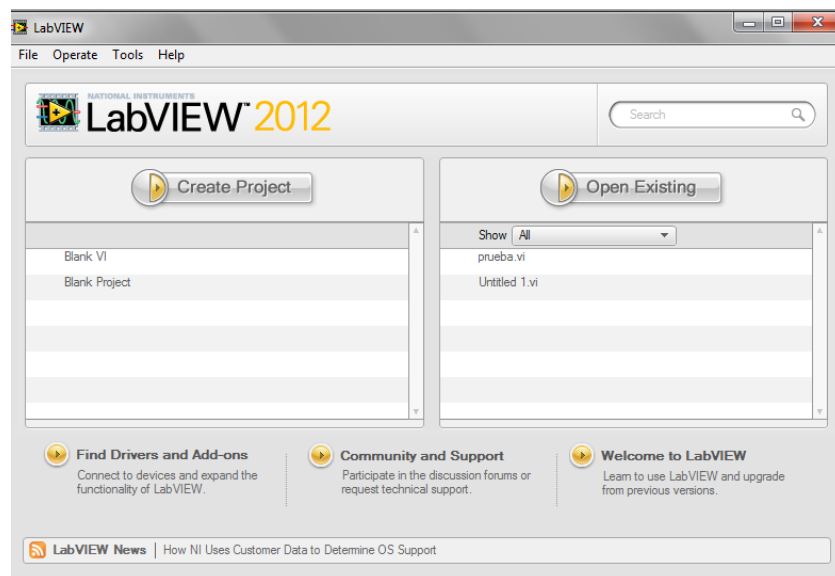 LabVIEW
File Operate Tools Help
NATIONAL INSTRUMENTS
LabVIEW™ 2012
Search
Create Project
Open Existing
Show All
Blank VI
prueba.vi
Blank Project
Untitled 1.vi
Find Drivers and Add-ons
Connect to devices and expand the
functionality of LabVIEW.
Community and Support
Participate in the discussion forums or
request technical support.
Welcome to LabVIEW
Learn to use LabVIEW and upgrade
from previous versions.
LabVIEW News | How NI Uses Customer Data to Determine OS Support